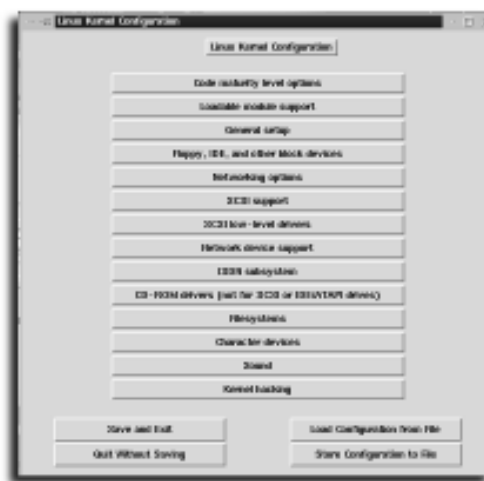 Linux Kernel Configuration
Linux Kernel Configuration
Code maturity level options
Loadable module support
General setup
Floppy, IDE, and other block devices
Networking options
SCSI support
SCSI low-level drivers
Network device support
ISDN subsystem
CD-ROM drivers (not for SCSI or IDE/ATAPI drives)
Filesystems
Character devices
Sound
Kernel hacking
Save and Exit
Load Configuration from File
Quit Without Saving
Store Configuration to File